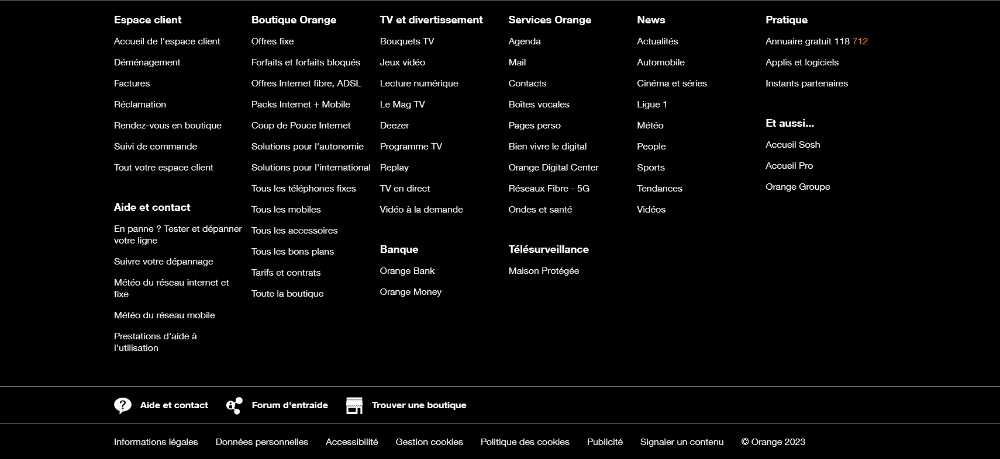 Espace client
Accueil de l'espace client
Déménagement
Factures
Réclamation
Rendez-vous en boutique
Suivi de commande
Tout votre espace client
Aide et contact
En panne ? Tester et dépanner
votre ligne
Suivre votre dépannage
Météo du réseau internet et
fixe
Météo du réseau mobile
Prestations d'aide à
l'utilisation
Boutique Orange
Offres fixe
Forfaits et forfaits bloqués
Offres Internet fibre, ADSL
Packs Internet + Mobile
Coup de Pouce Internet
Solutions pour l'autonomie
Solutions pour l'international
Tous les téléphones fixes
Tous les mobiles
Tous les accessoires
Tous les bons plans
Tarifs et contrats
Toute la boutique
TV et divertissement
Bouquets TV
Jeux vidéo
Lecture numérique
Le Mag TV
Deezer
Programme TV
Replay
TV en direct
Vidéo à la demande
Banque
Orange Bank
Orange Money
Services Orange
Agenda
Mail
Contacts
Boîtes vocales
Pages perso
Bien vivre le digital
Orange Digital Center
Réseaux Fibre - 5G
Ondes et santé
Télésurveillance
Maison Protégée
News
Actualités
Automobile
Cinéma et séries
Ligue 1
Météo
People
Sports
Tendances
Vidéos
Pratique
Annuaire gratuit 118 712
Applis et logiciels
Instants partenaires
Et aussi...
Accueil Sosh
Accueil Pro
Orange Groupe
Aide et contact
Forum d'entraide
Trouver une boutique
Informations légales
Données personnelles
Accessibilité
Gestion cookies
Politique des cookies
Publicité
Signaler un contenu
© Orange 2023